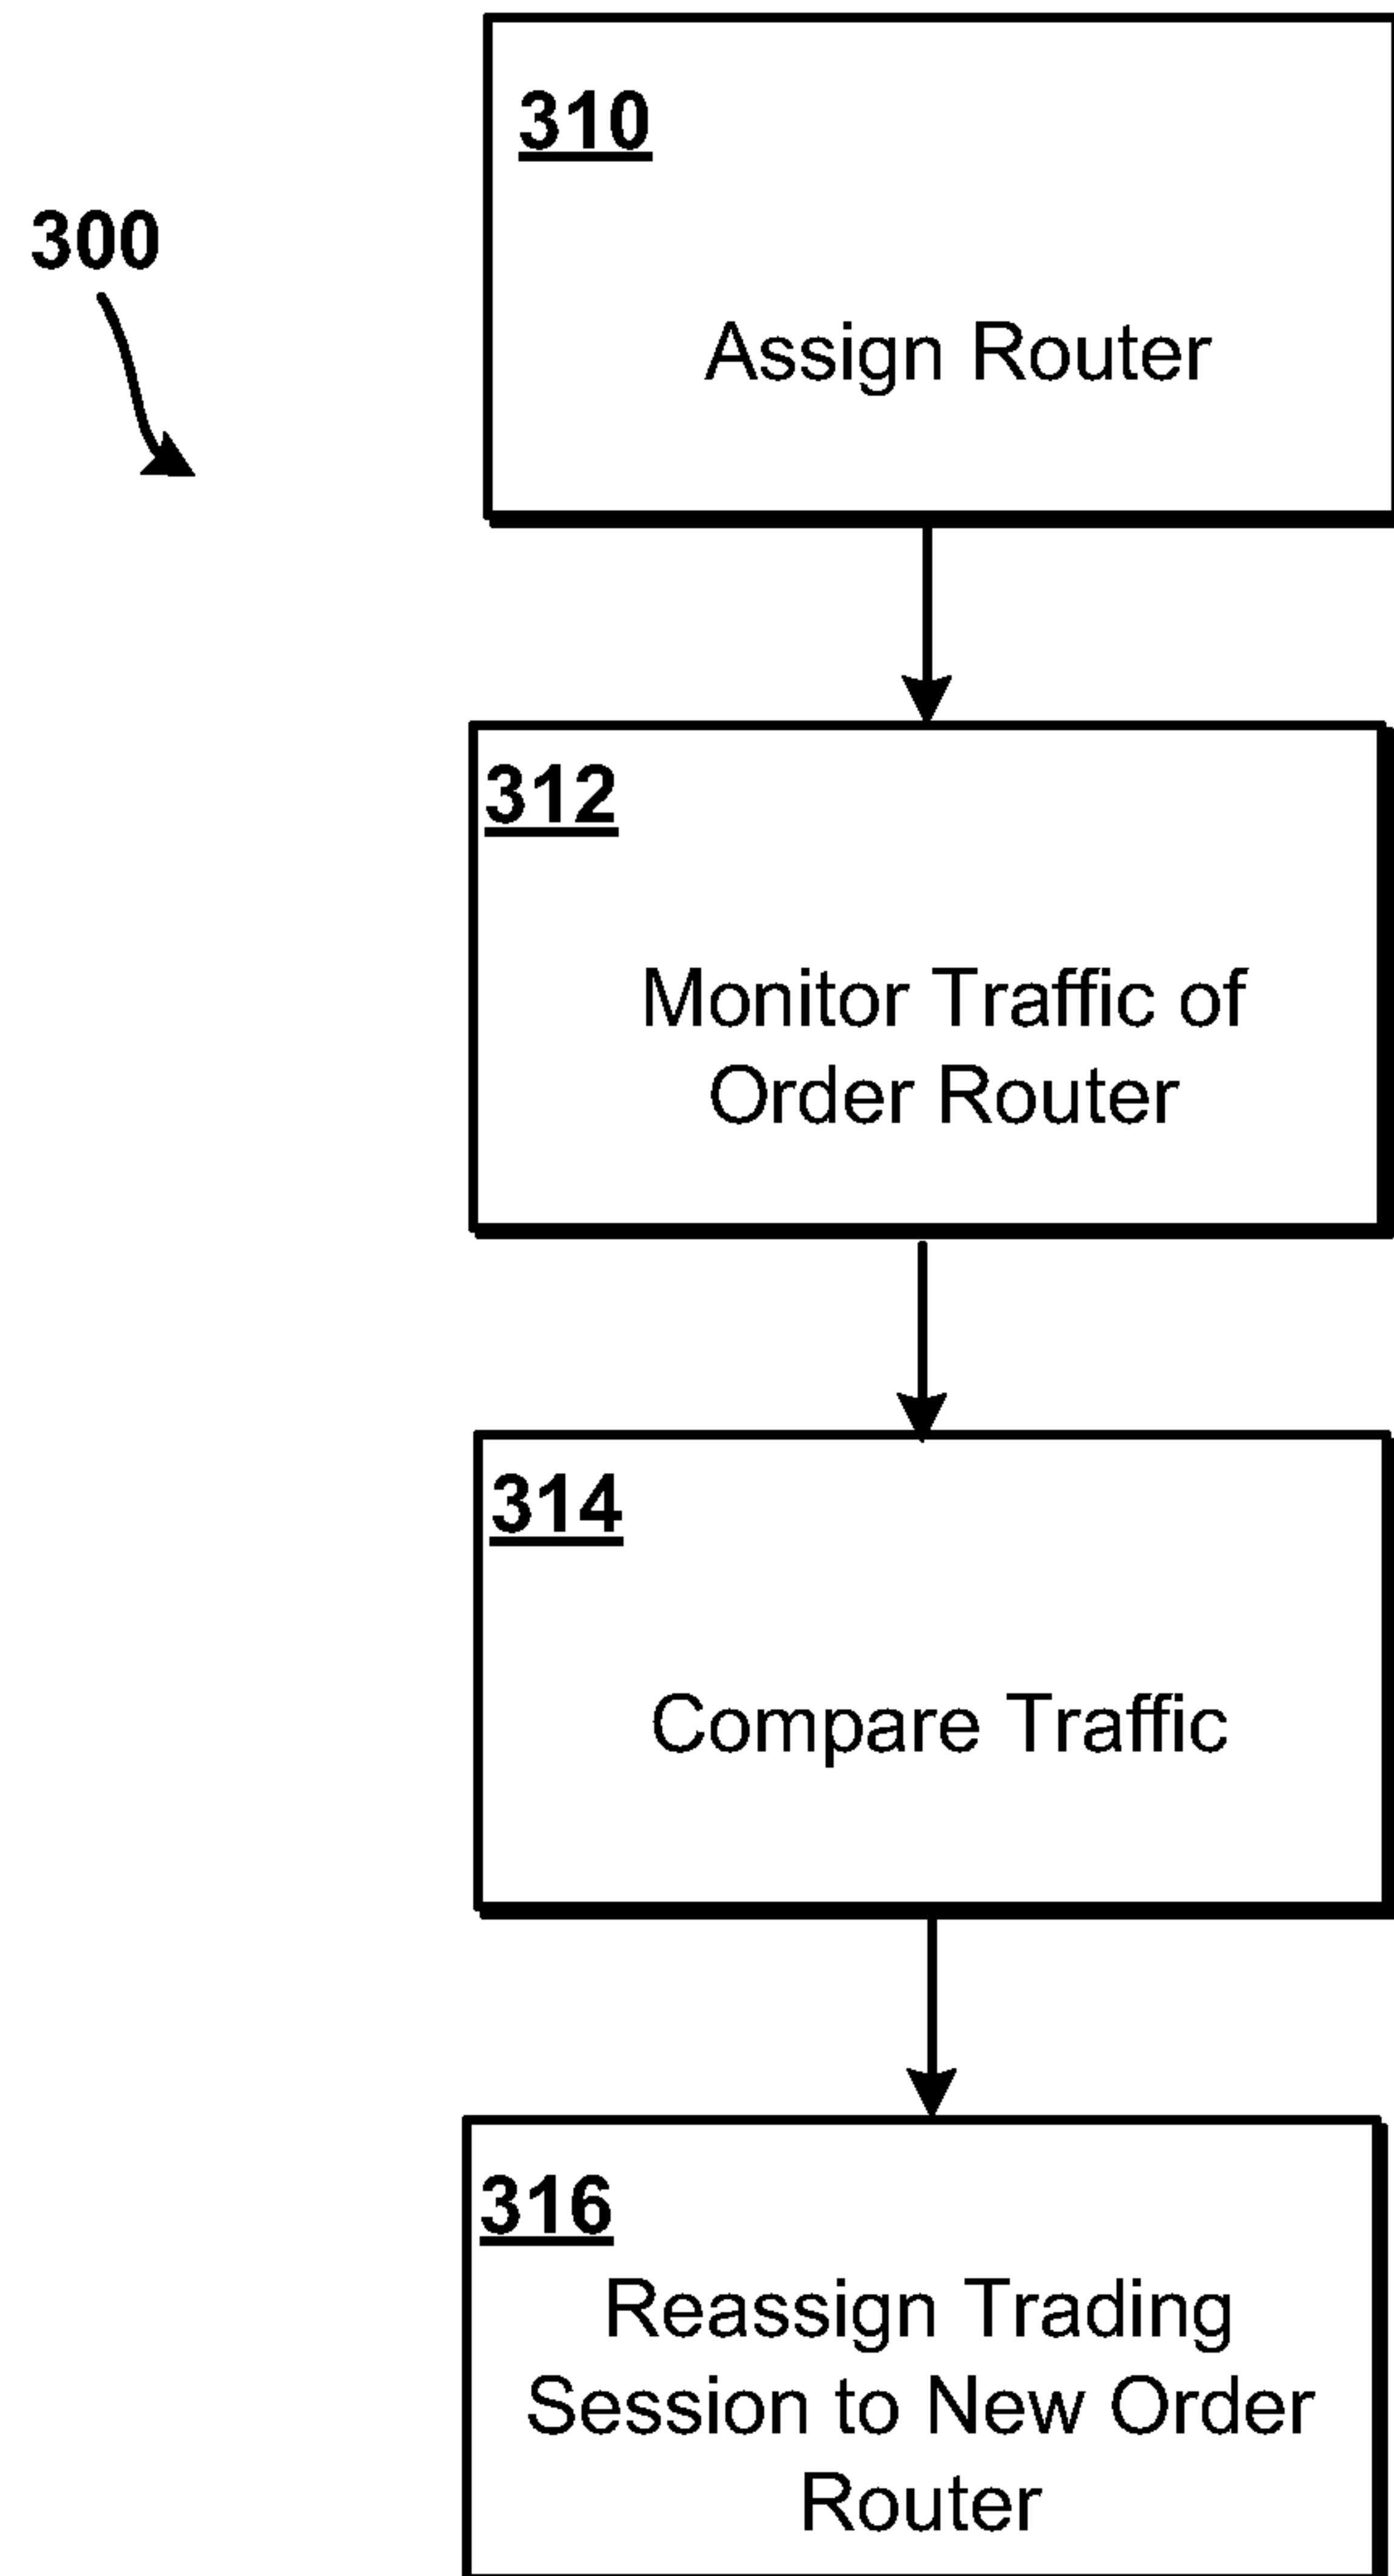 310
300
Assign Router
312
Monitor Traffic of
Order Router
314
Compare Traffic
316
Reassign Trading
Session to New Order
Router